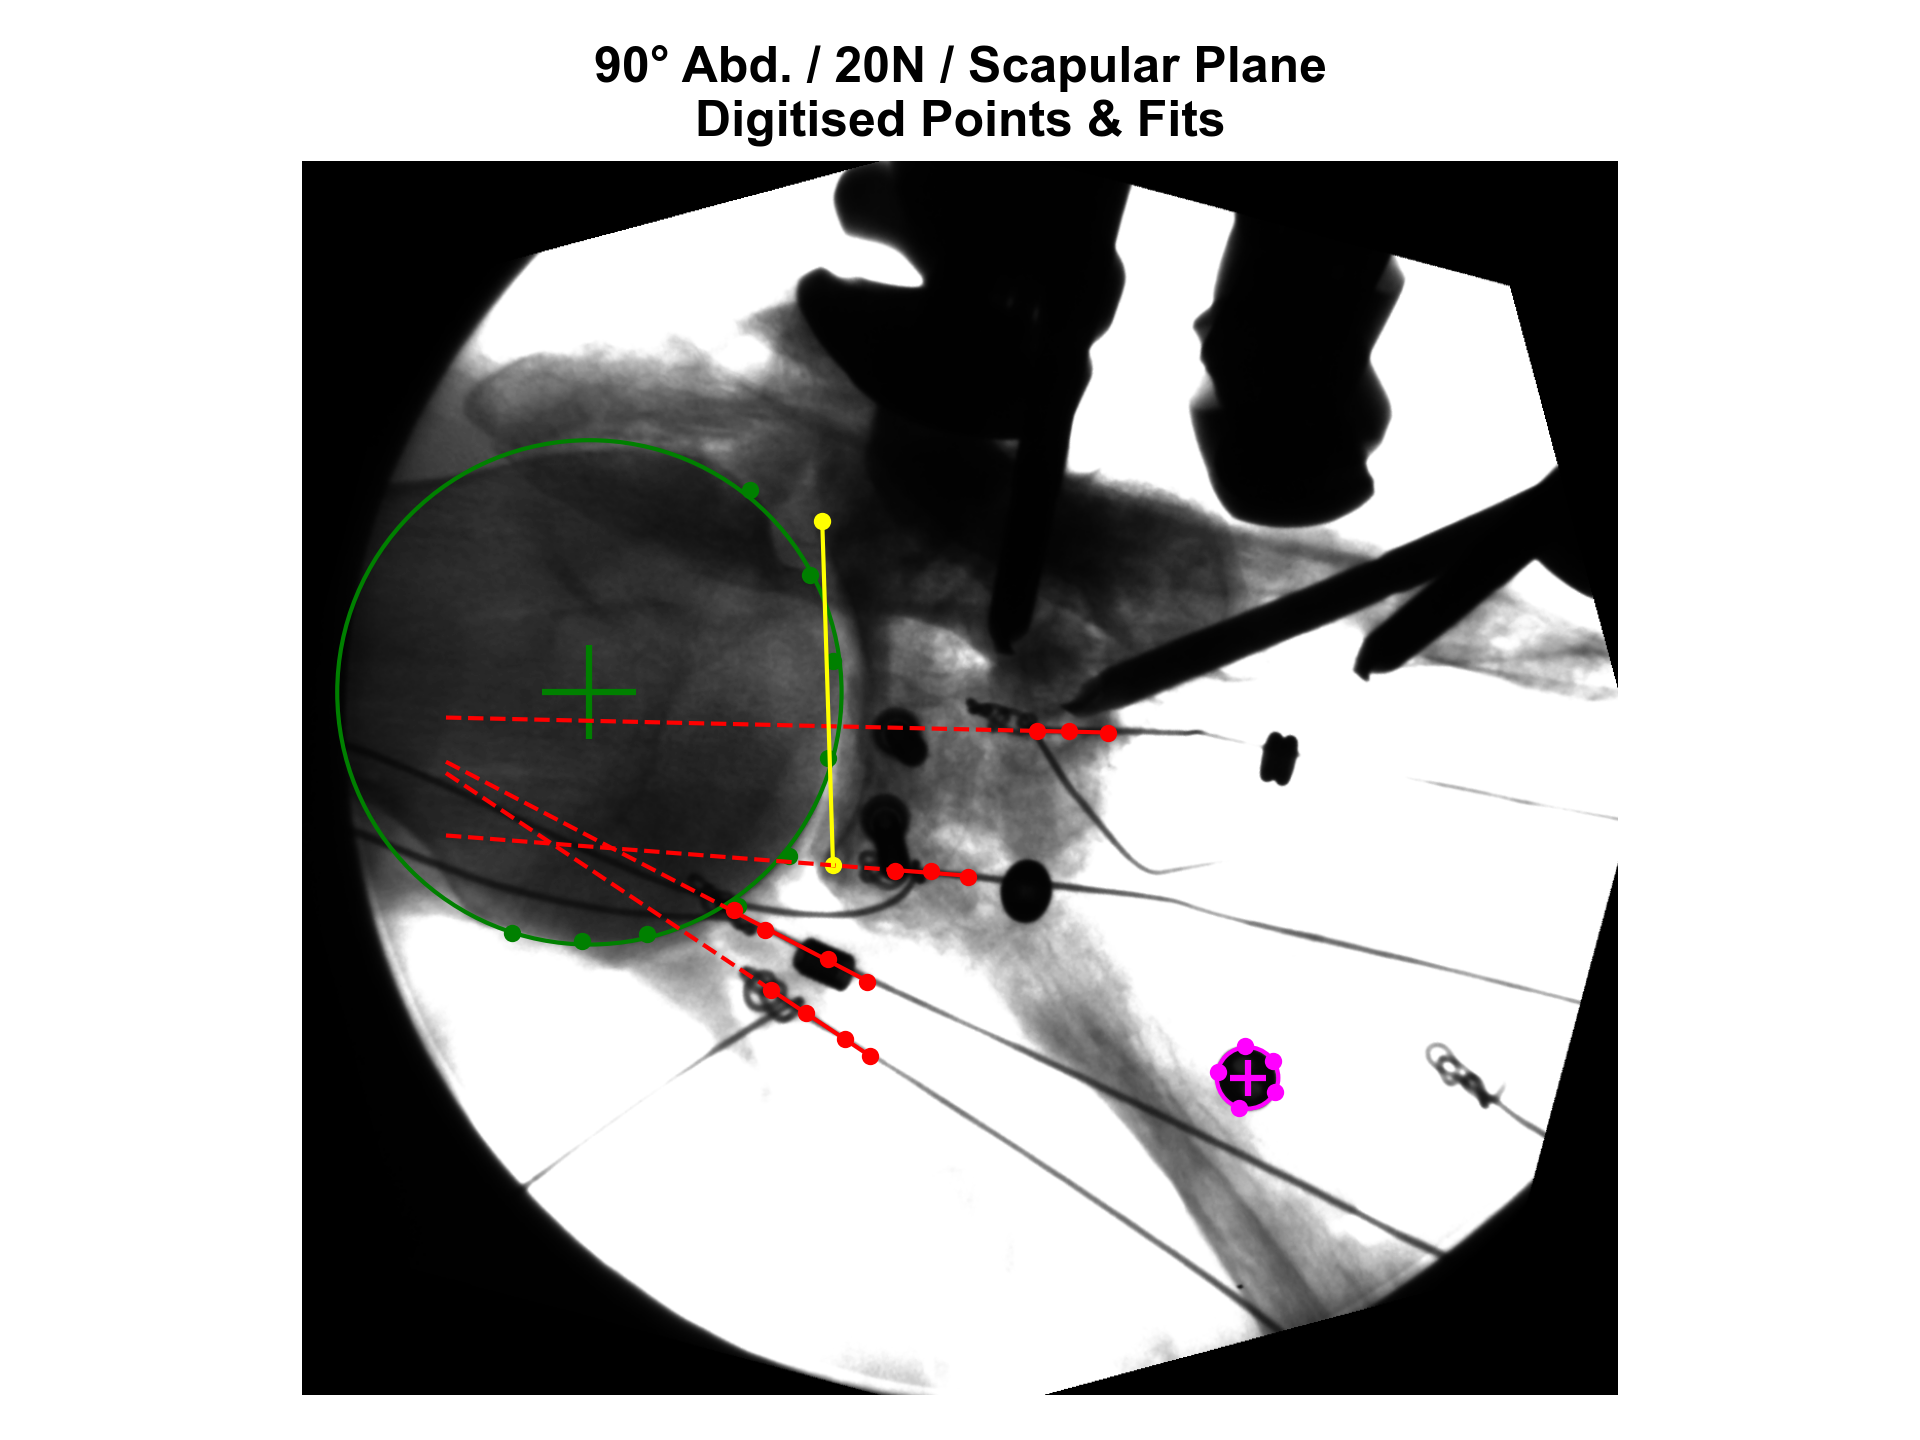 90° Abd. / 20N / Scapular Plane
Digitised Points & Fits